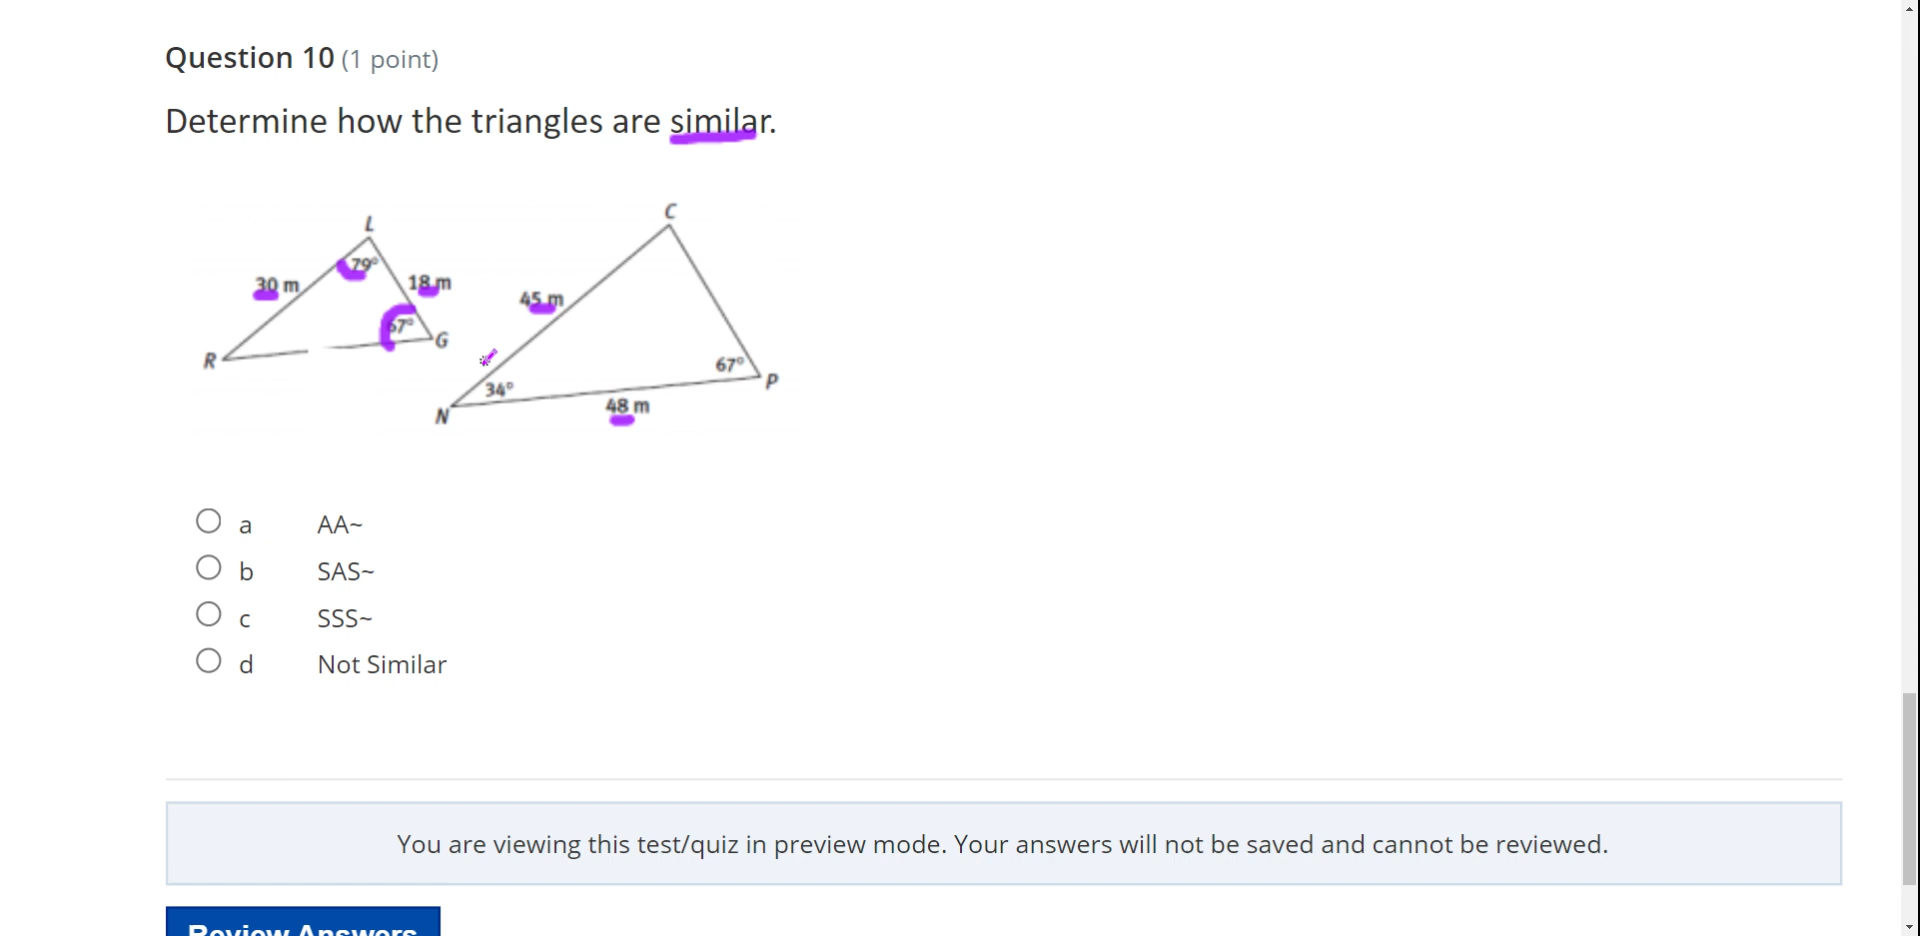 Question 10 (1 point)
Determine how the triangles are similar.
L
C
79°
30 m
18 m
45 m
67°
G
R
67°
P
34°
48 m
N
a AA~
b SAS~
c SSS~
d Not Similar
You are viewing this test/quiz in preview mode. Your answers will not be saved and cannot be reviewed.
Review Answers